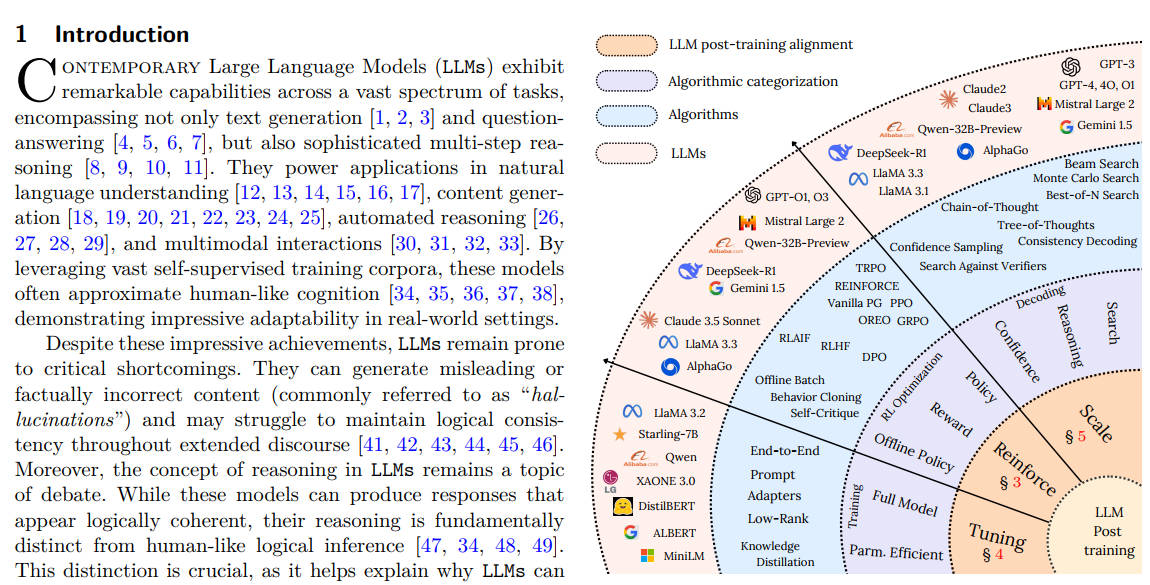 1 Introduction
CONTEMPORARY Large Language Models (LLMs) exhibit
remarkable capabilities across a vast spectrum of tasks,
encompassing not only text generation [1, 2, 3] and question-
answering [4, 5, 6, 7], but also sophisticated multi-step rea-
soning [8, 9, 10, 11]. They power applications in natural
language understanding [12, 13, 14, 15, 16, 17], content gener-
ation [18, 19, 20, 21, 22, 23, 24, 25], automated reasoning [26,
27, 28, 29], and multimodal interactions [30, 31, 32, 33]. By
leveraging vast self-supervised training corpora, these models
often approximate human-like cognition [34, 35, 36, 37, 38],
demonstrating impressive adaptability in real-world settings.
Despite these impressive achievements, LLMs remain prone
to critical shortcomings. They can generate misleading or
factually incorrect content (commonly referred to as “hal-
lucinations”) and may struggle to maintain logical consis-
tency throughout extended discourse [41, 42, 43, 44, 45, 46].
Moreover, the concept of reasoning in LLMs remains a topic
of debate. While these models can produce responses that
appear logically coherent, their reasoning is fundamentally
distinct from human-like logical inference [47, 34, 48, 49].
This distinction is crucial, as it helps explain why LLMs can
LLM post-training alignment
Algorithmic categorization
Algorithms
LLMs
GPT-3
GPT-4, 4O, O1
Mistral Large 2
Gemini 1.5
Claude2
Claude3
Alibaba.com
Qwen-32B-Preview
AlphaGo
DeepSeek-R1
LLaMA 3.3
LLaMA 3.1
GPT-O1, O3
Mistral Large 2
Alibaba.com
Qwen-32B-Preview
DeepSeek-R1
Gemini 1.5
Claude 3.5 Sonnet
LLaMA 3.3
AlphaGo
LLaMA 3.2
Starling-7B
Alibaba.com
Qwen
LG
XAONE 3.0
DistilBERT
ALBERT
MiniLM
Beam Search
Monte Carlo Search
Best-of-N Search
Chain-of-Thought
Tree-of-Thoughts
Consistency Decoding
Confidence Sampling
Search Against Verifiers
TRPO
REINFORCE
Vanilla PG PPO
OREO GRPO
RLAIF
RLHF
DPO
Offline Batch
Behavior Cloning
Self-Critique
End-to-End
Prompt
Adapters
Low-Rank
Knowledge
Distillation
Decoding
Search
Reasoning
Confidence
RL Optimization
Policy
Reward
Offline Policy
Training
Full Model
Parm. Efficient
Scale
§ 5
Reinforce
§ 3
Tuning
§ 4
LLM
Post
training